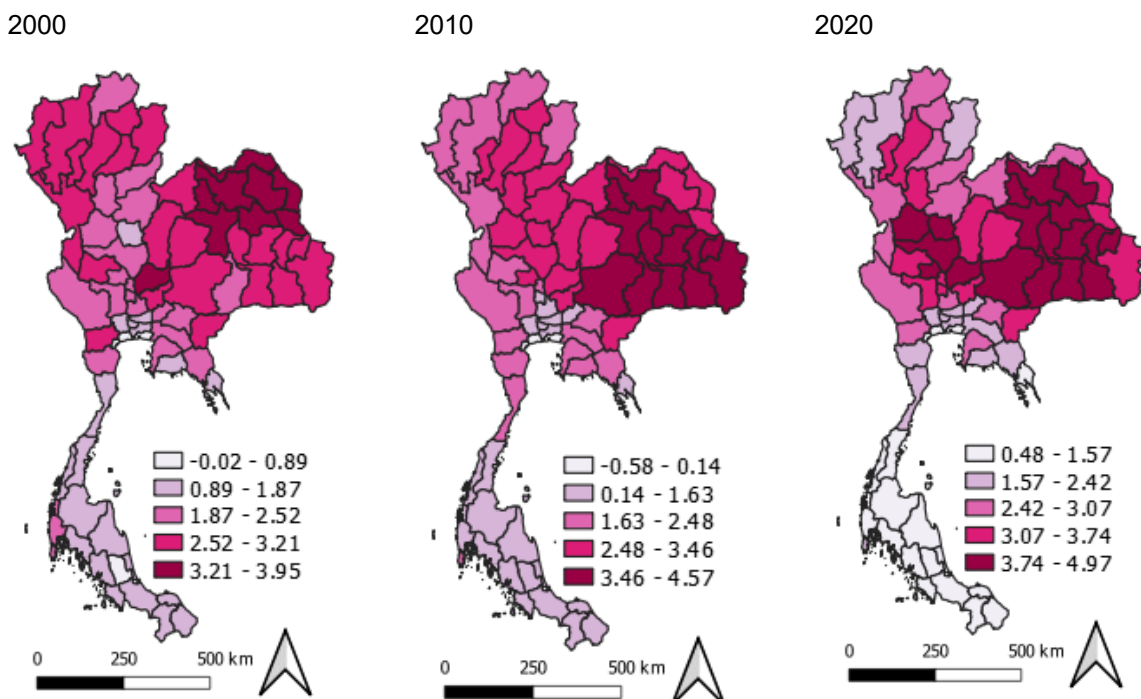 2000
2010
2020
-0.02 - 0.89
0.89 - 1.87
1.87 - 2.52
2.52 - 3.21
3.21 - 3.95
-0.58 - 0.14
0.14 - 1.63
1.63 - 2.48
2.48 - 3.46
3.46 - 4.57
0.48 - 1.57
1.57 - 2.42
2.42 - 3.07
3.07 - 3.74
3.74 - 4.97
0 250 500 km
0 250 500 km
0 250 500 km